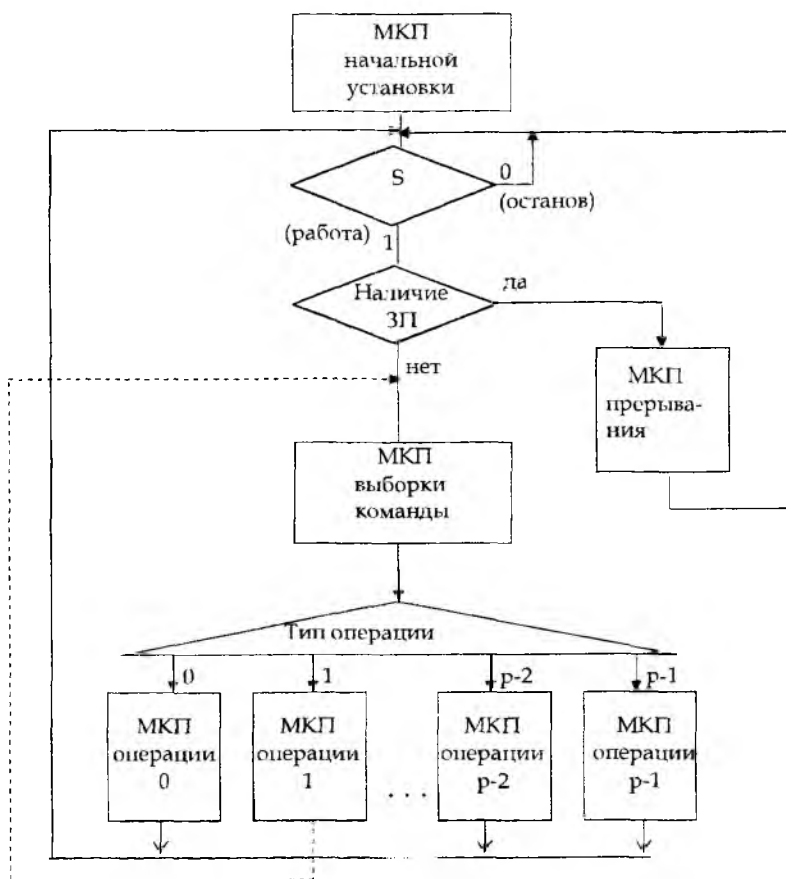 МКП
начальной
установки
S
0
(останов)
(работа)
1
Наличие
ЗП
да
нет
МКП
прерыва-
ния
МКП
выборки
команды
Тип операции
0
1
р-2
р-1
МКП
операции
0
МКП
операции
1
. . .
МКП
операции
р-2
МКП
операции
р-1